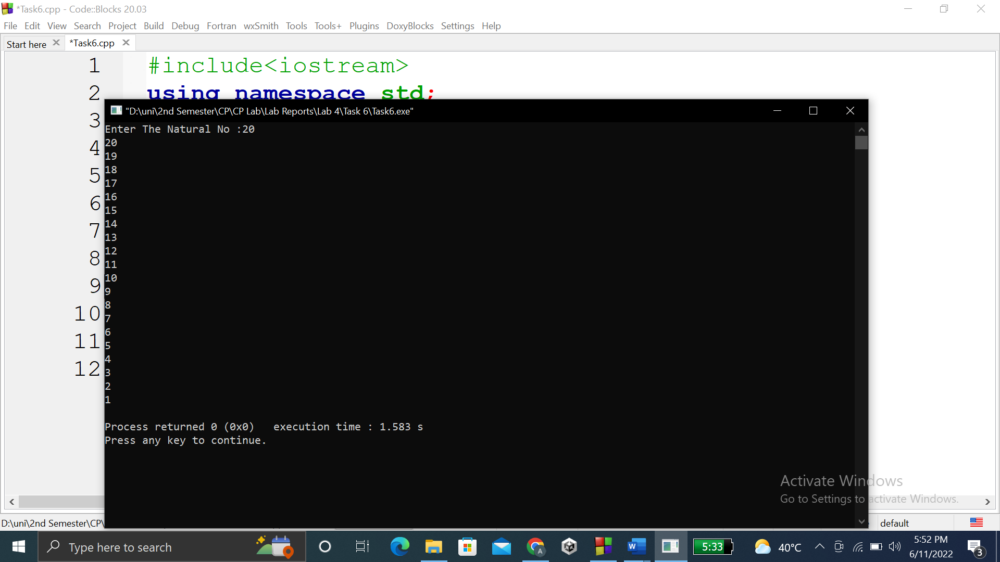 *Task6.cpp - Code::Blocks 20.03
File Edit View Search Project Build Debug Fortran wxSmith Tools Tools+ Plugins DoxyBlocks Settings Help
Start here *Task6.cpp
1 #include<iostream>
2 using namespace std;
3
4
5
6
7
8
9
10
11
12
"D:\uni\2nd Semester\CP\CP Lab\Lab Reports\Lab 4\Task 6\Task6.exe"
Enter The Natural No :20
20
19
18
17
16
15
14
13
12
11
10
9
8
7
6
5
4
3
2
1
Process returned 0 (0x0)   execution time : 1.583 s
Press any key to continue.
Activate Windows
Go to Settings to activate Windows.
D:\uni\2nd Semester\CP\ default
Type here to search
A
W
5:33
40°C
5:52 PM
6/11/2022
3